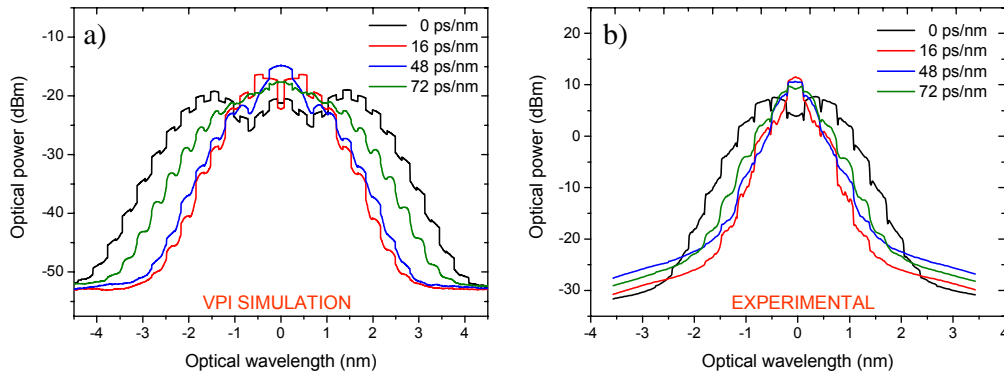 a)
0 ps/nm
16 ps/nm
48 ps/nm
72 ps/nm
-10
-20
-30
-40
-50
Optical power (dBm)
VPI SIMULATION
-4 -3 -2 -1 0 1 2 3 4
Optical wavelength (nm)
b)
0 ps/nm
16 ps/nm
48 ps/nm
72 ps/nm
20
10
0
-10
-20
-30
Optical power (dBm)
EXPERIMENTAL
-4 -3 -2 -1 0 1 2 3 4
Optical wavelength (nm)